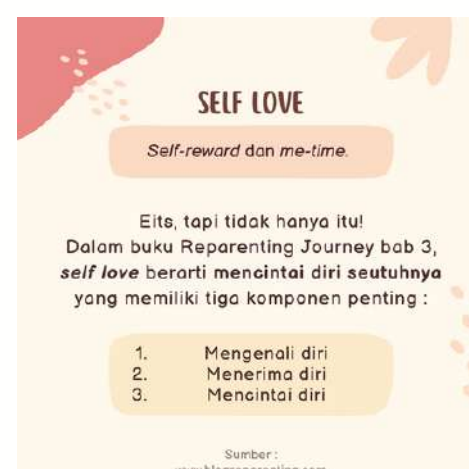 SELF LOVE
Self-reward dan me-time.
Eits, tapi tidak hanya itu!
Dalam buku Reparenting Journey bab 3,
self love berarti mencintai diri seutuhnya
yang memiliki tiga komponen penting :
1. Mengenali diri
2. Menerima diri
3. Mencintai diri
Sumber :